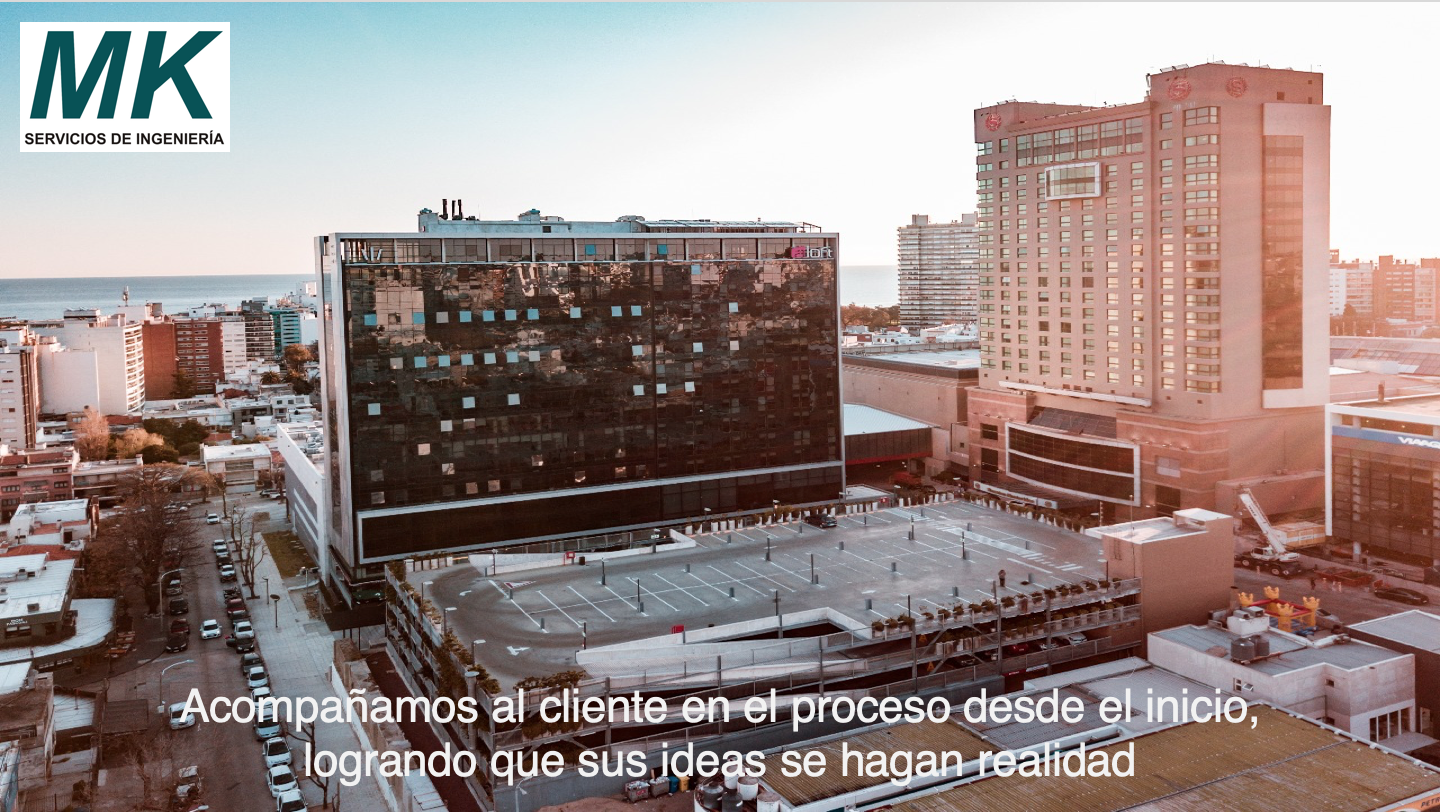 MK
SERVICIOS DE INGENIERÍA
aloft
Acompañamos al cliente en el proceso desde el inicio,
logrando que sus ideas se hagan realidad